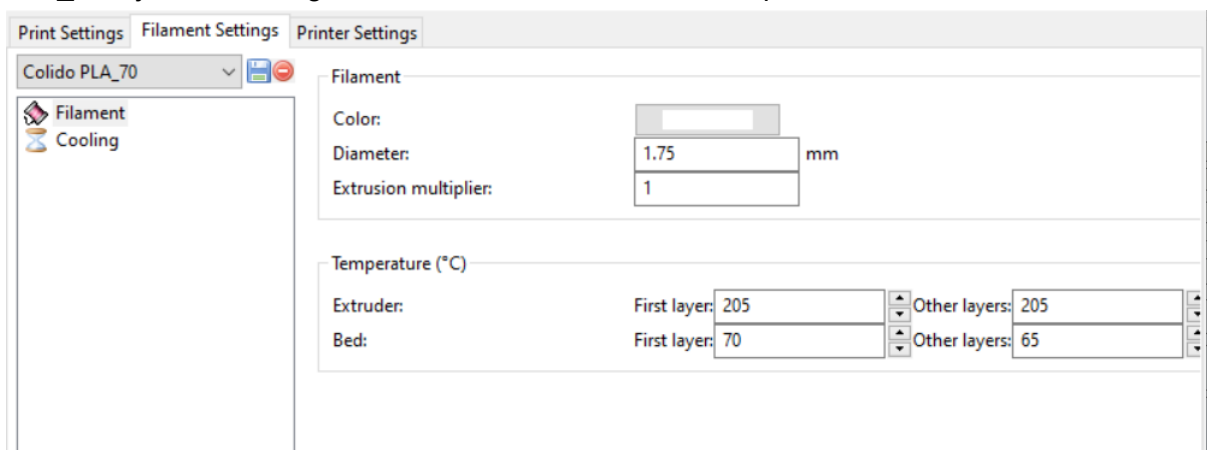 Print Settings Filament Settings Printer Settings
Colido PLA_70
Filament
Cooling
Filament
Color:
Diameter: 1.75 mm
Extrusion multiplier: 1
Temperature (°C)
Extruder: First layer: 205 Other layers: 205
Bed: First layer: 70 Other layers: 65